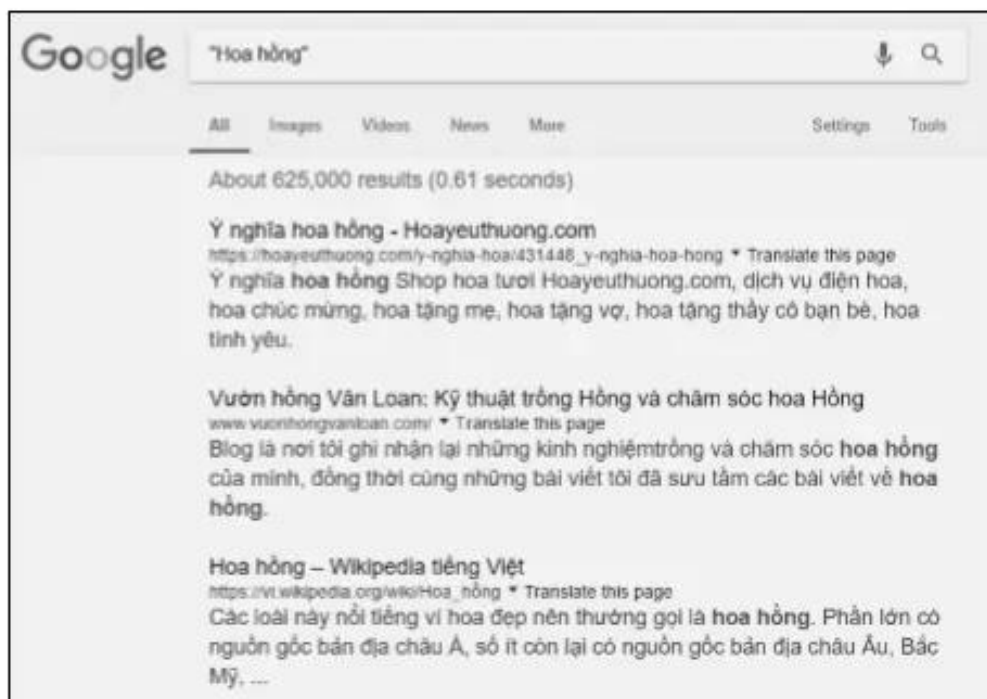 Google
"Hoa hồng"
All Images Videos News More Settings Tools
About 625,000 results (0.61 seconds)
Ý nghĩa hoa hồng - Hoayeuthuong.com
https://hoayeuthuong.com/y-nghia-hoa/431448_y-nghia-hoa-hong ▾ Translate this page
Ý nghĩa hoa hồng Shop hoa tươi Hoayeuthuong.com, dịch vụ điện hoa,
hoa chúc mừng, hoa tặng mẹ, hoa tặng vợ, hoa tặng thầy cô bạn bè, hoa
tình yêu.
Vườn hồng Vân Loan: Kỹ thuật trồng Hồng và chăm sóc hoa Hồng
www.vuonhongvanloan.com/ ▾ Translate this page
Blog là nơi tôi ghi nhận lại những kinh nghiệmtrồng và chăm sóc hoa hồng
của mình, đồng thời cùng những bài viết tôi đã sưu tầm các bài viết về hoa
hồng.
Hoa hồng – Wikipedia tiếng Việt
https://vi.wikipedia.org/wiki/Hoa_hồng ▾ Translate this page
Các loài này nổi tiếng vì hoa đẹp nên thường gọi là hoa hồng. Phần lớn có
nguồn gốc bản địa châu Á, số ít còn lại có nguồn gốc bản địa châu Âu, Bắc
Mỹ, ...